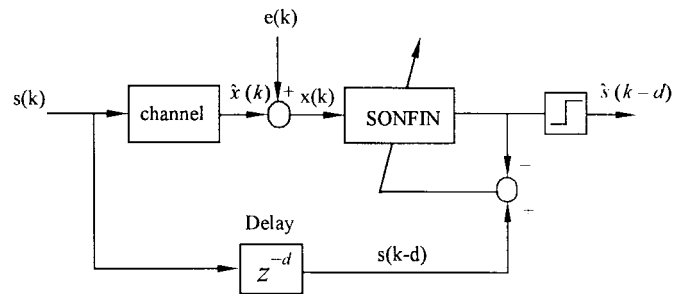 e(k)
s(k)
channel
x̂(k)
+
x(k)
SONFIN
ŝ(k−d)
−
+
Delay
z⁻ᵈ
s(k-d)